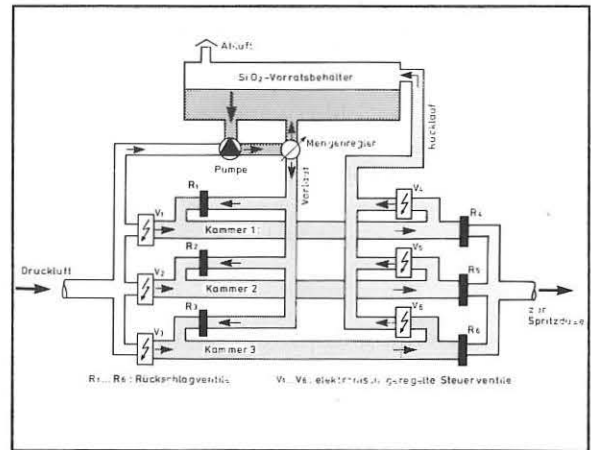 Abluft
SiO₂-Vorratsbehälter
Rücklauf
Mengenregler
Pumpe
Vorlauf
R1
V4
V1
Kammer 1
R4
R2
V5
Druckluft
V2
Kammer 2
R5
R3
V6
zur
Spritzdüse
V3
Kammer 3
R6
R1...R6: Rückschlagventile
V1...V6: elektronisch geregelte Steuerventile